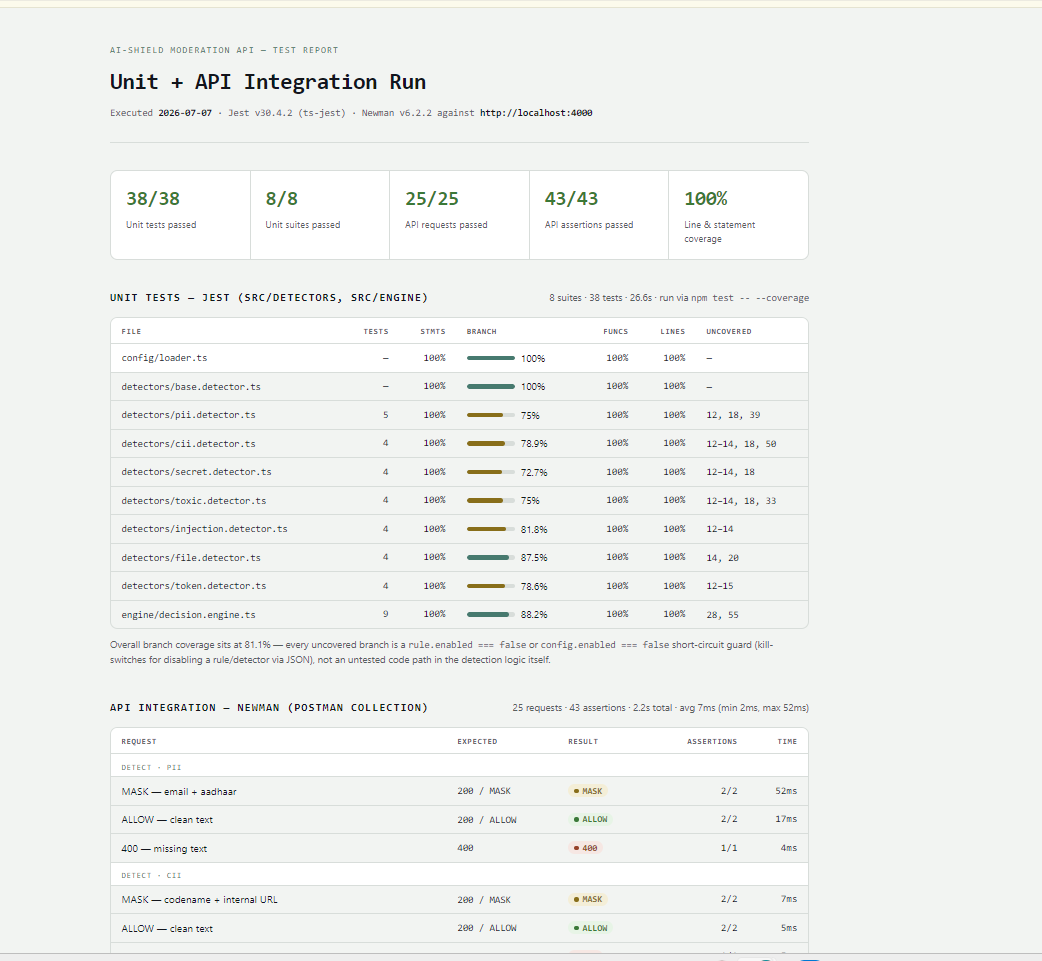 AI-SHIELD MODERATION API — TEST REPORT
Unit + API Integration Run
Executed 2026-07-07 · Jest v30.4.2 (ts-jest) · Newman v6.2.2 against http://localhost:4000
38/38 8/8 25/25 43/43 100%
Unit tests passed Unit suites passed API requests passed API assertions passed Line & statement
coverage
UNIT TESTS — JEST (SRC/DETECTORS, SRC/ENGINE) 8 suites · 38 tests · 26.6s · run via npm test -- --coverage
FILE TESTS STMTS BRANCH FUNCS LINES UNCOVERED
config/loader.ts — 100% 100% 100% 100% —
detectors/base.detector.ts — 100% 100% 100% 100% —
detectors/pii.detector.ts 5 100% 75% 100% 100% 12, 18, 39
detectors/cii.detector.ts 4 100% 78.9% 100% 100% 12–14, 18, 50
detectors/secret.detector.ts 4 100% 72.7% 100% 100% 12–14, 18
detectors/toxic.detector.ts 4 100% 75% 100% 100% 12–14, 18, 33
detectors/injection.detector.ts 4 100% 81.8% 100% 100% 12–14
detectors/file.detector.ts 4 100% 87.5% 100% 100% 14, 20
detectors/token.detector.ts 4 100% 78.6% 100% 100% 12–15
engine/decision.engine.ts 9 100% 88.2% 100% 100% 28, 55
Overall branch coverage sits at 81.1% — every uncovered branch is a rule.enabled === false or config.enabled === false short-circuit guard (kill-
switches for disabling a rule/detector via JSON), not an untested code path in the detection logic itself.
API INTEGRATION — NEWMAN (POSTMAN COLLECTION) 25 requests · 43 assertions · 2.2s total · avg 7ms (min 2ms, max 52ms)
REQUEST EXPECTED RESULT ASSERTIONS TIME
DETECT · PII
MASK — email + aadhaar 200 / MASK MASK 2/2 52ms
ALLOW — clean text 200 / ALLOW ALLOW 2/2 17ms
400 — missing text 400 400 1/1 4ms
DETECT · CII
MASK — codename + internal URL 200 / MASK MASK 2/2 7ms
ALLOW — clean text 200 / ALLOW ALLOW 2/2 5ms